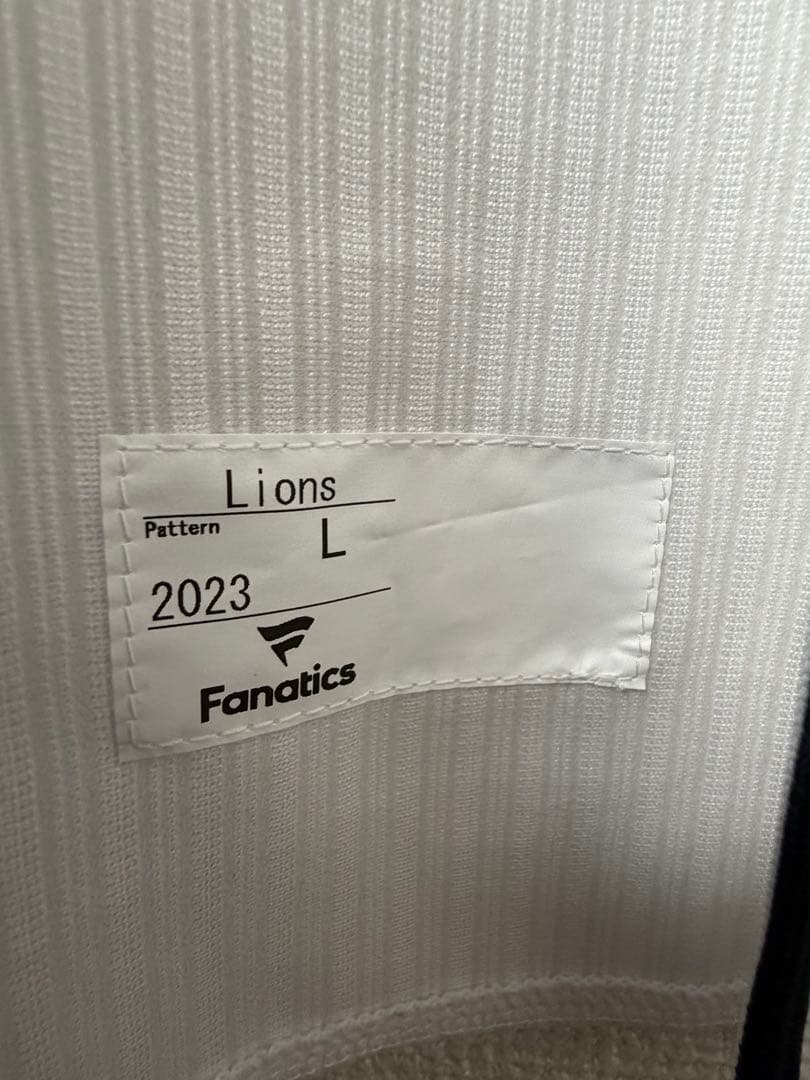 Lions
Pattern
L
2023
Fanatics